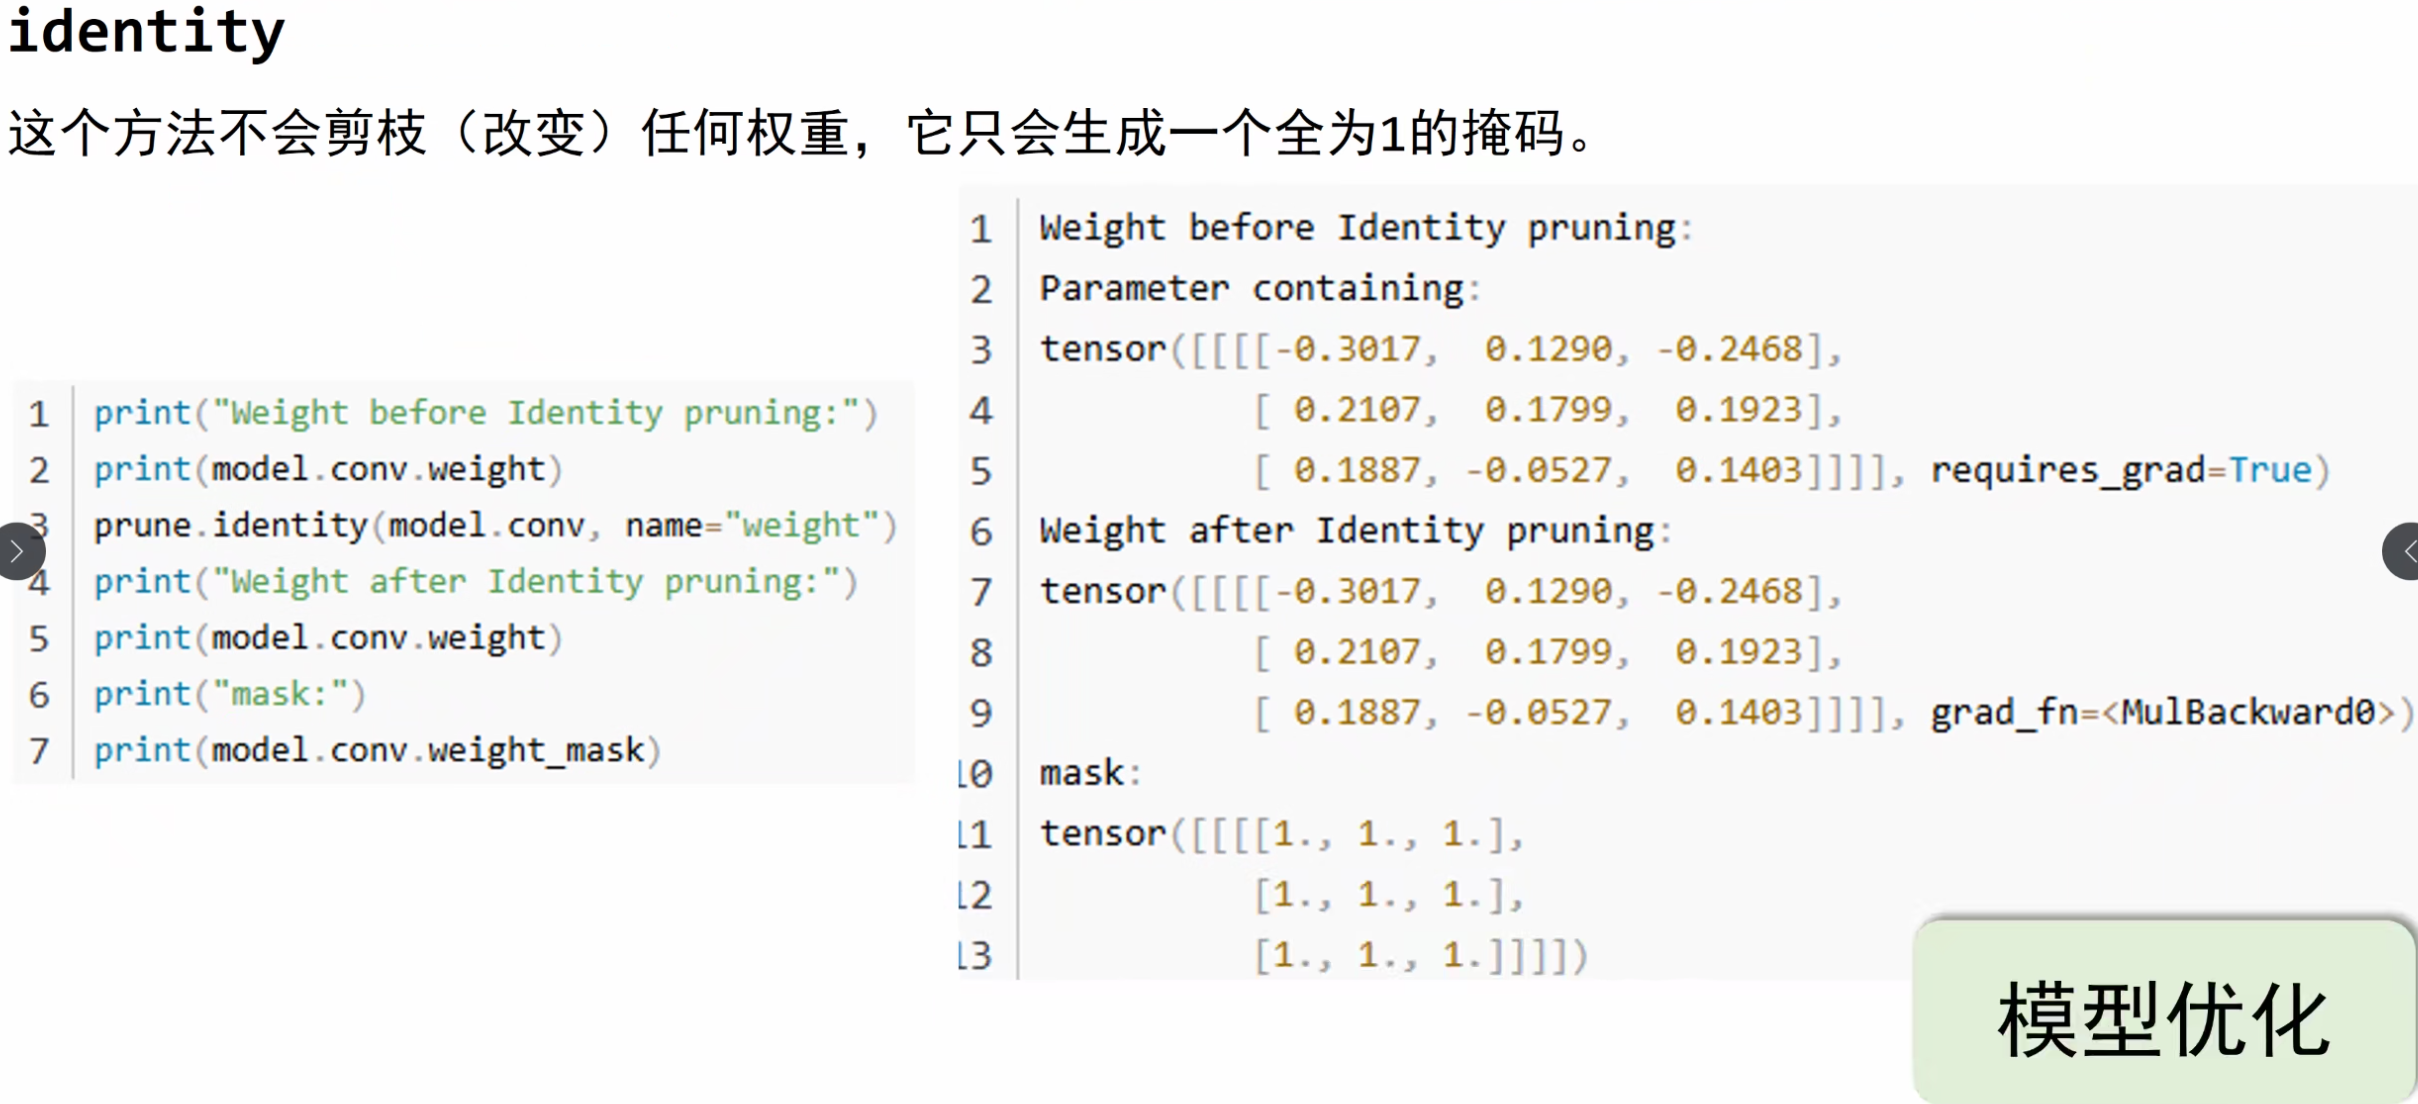 identity
这个方法不会剪枝（改变）任何权重，它只会生成一个全为1的掩码。
1 print("Weight before Identity pruning:")
2 print(model.conv.weight)
3 prune.identity(model.conv, name="weight")
4 print("Weight after Identity pruning:")
5 print(model.conv.weight)
6 print("mask:")
7 print(model.conv.weight_mask)
1 Weight before Identity pruning:
2 Parameter containing:
3 tensor([[[[-0.3017,  0.1290, -0.2468],
4           [ 0.2107,  0.1799,  0.1923],
5           [ 0.1887, -0.0527,  0.1403]]]], requires_grad=True)
6 Weight after Identity pruning:
7 tensor([[[[-0.3017,  0.1290, -0.2468],
8           [ 0.2107,  0.1799,  0.1923],
9           [ 0.1887, -0.0527,  0.1403]]]], grad_fn=<MulBackward0>)
10 mask:
11 tensor([[[[1., 1., 1.],
12           [1., 1., 1.],
13           [1., 1., 1.]]]])
模型优化